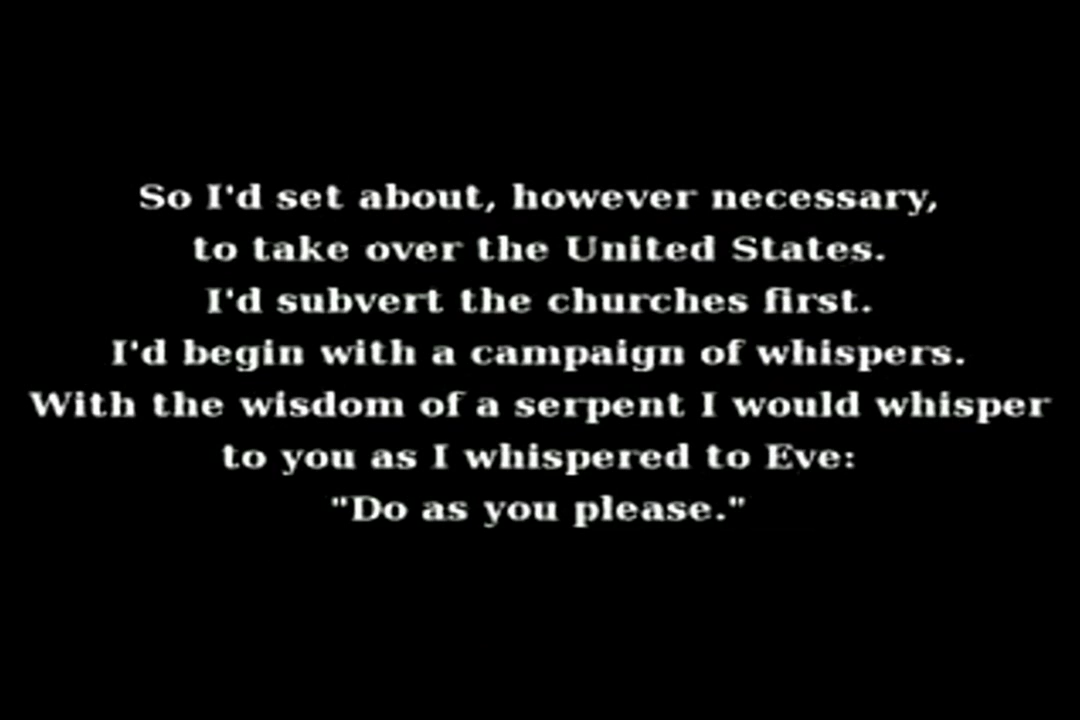 So I'd set about, however necessary,
to take over the United States.
I'd subvert the churches first.
I'd begin with a campaign of whispers.
With the wisdom of a serpent I would whisper
to you as I whispered to Eve:
"Do as you please."